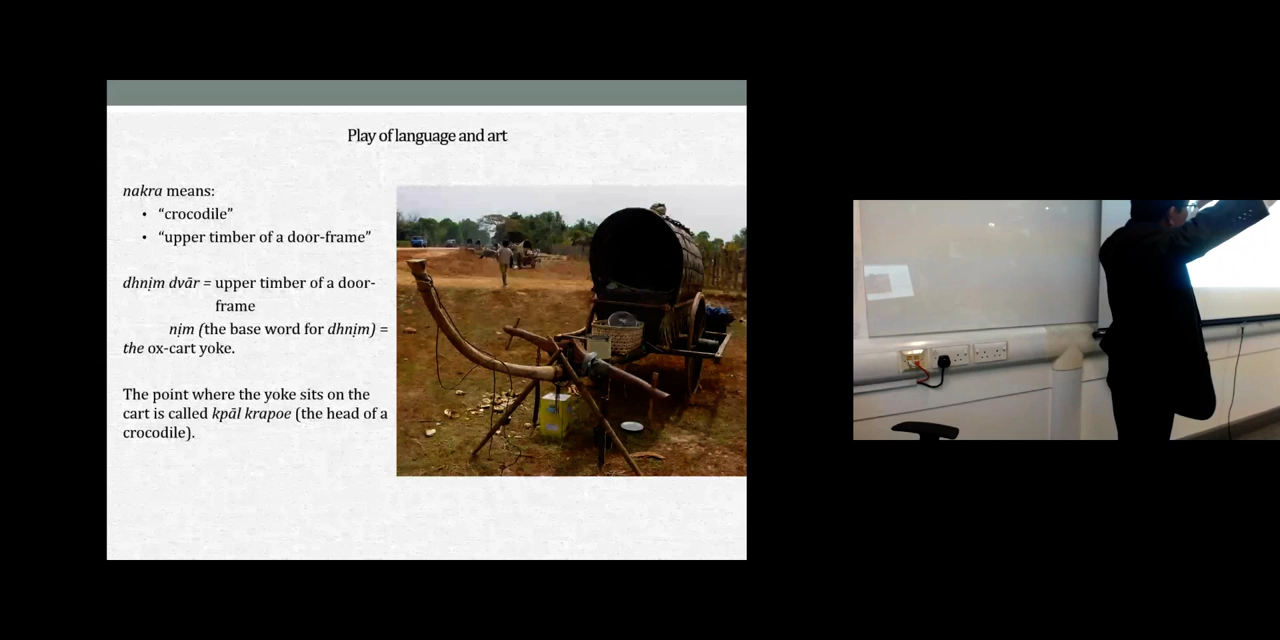 Play of language and art
nakra means:
• “crocodile”
• “upper timber of a door-frame”
dhnịm dvār = upper timber of a door-
frame
nịm (the base word for dhnịm) =
the ox-cart yoke.
The point where the yoke sits on the
cart is called kpāl krapoe (the head of a
crocodile).